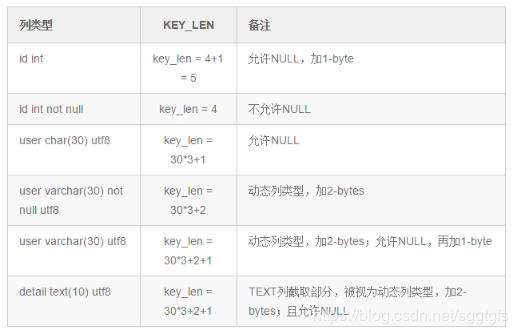 列类型 KEY_LEN 备注
id int key_len = 4+1 允许NULL，加1-byte
= 5
id int not null key_len = 4 不允许NULL
user char(30) utf8 key_len = 允许NULL
30*3+1
user varchar(30) not key_len = 动态列类型，加2-bytes
null utf8 30*3+2
user varchar(30) utf8 key_len = 动态列类型，加2-bytes；允许NULL，再加1-byte
30*3+2+1
detail text(10) utf8 key_len = TEXT列截取部分，被视为动态列类型，加2-
30*3+2+1 bytes；且允许NULL
https://blog.csdn.net/sggtgfs